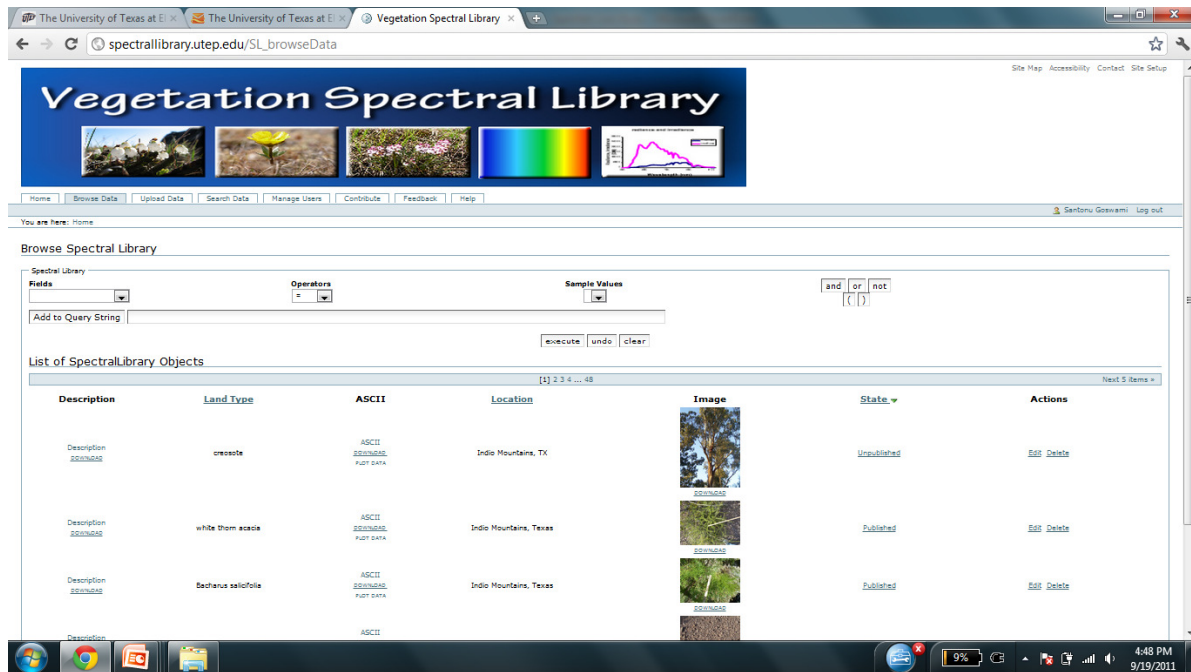 The University of Texas at El
The University of Texas at El
Vegetation Spectral Library
spectrallibrary.utep.edu/SL_browseData
Site Map Accessibility Contact Site Setup
Vegetation Spectral Library
Home Browse Data Upload Data Search Data Manage Users Contribute Feedback Help
Santonu Goswami Log out
You are here: Home
Browse Spectral Library
Spectral Library
Fields Operators Sample Values
and or not
=
( )
Add to Query String
execute undo clear
List of SpectralLibrary Objects
[1] 2 3 4 ... 48 Next 5 items »
Description Land Type ASCII Location Image State Actions
Description DOWNLOAD
creosote
ASCII DOWNLOAD PLOT DATA
Indio Mountains, TX
DOWNLOAD
Unpublished
Edit Delete
Description DOWNLOAD
white thorn acacia
ASCII DOWNLOAD PLOT DATA
Indio Mountains, Texas
DOWNLOAD
Published
Edit Delete
Description DOWNLOAD
Bacharus salicifolia
ASCII DOWNLOAD PLOT DATA
Indio Mountains, Texas
DOWNLOAD
Published
Edit Delete
Description
ASCII
9%
4:48 PM
9/19/2011